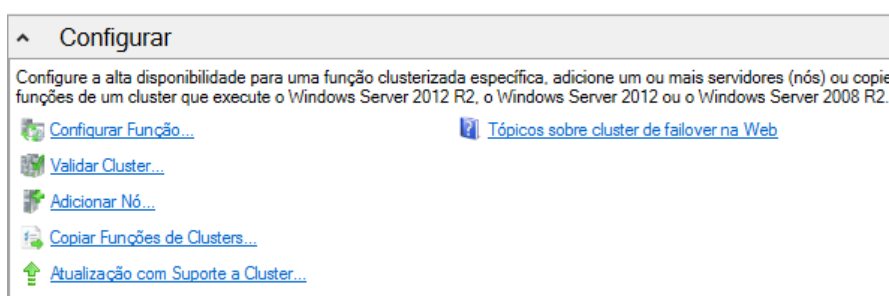 Configurar
Configure a alta disponibilidade para uma função clusterizada específica, adicione um ou mais servidores (nós) ou copie
funções de um cluster que execute o Windows Server 2012 R2, o Windows Server 2012 ou o Windows Server 2008 R2.
Configurar Função...
Tópicos sobre cluster de failover na Web
Validar Cluster...
Adicionar Nó...
Copiar Funções de Clusters...
Atualização com Suporte a Cluster...